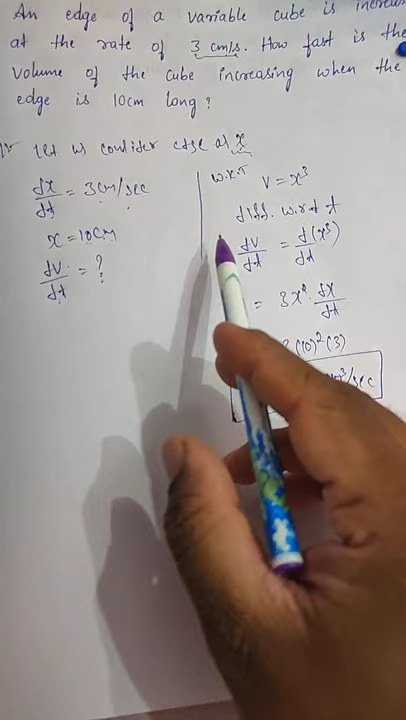 An edge of a variable cube is
at the rate of 3 cm/s. How fast is the
volume of the cube increasing when the
edge is 10cm long?
Let us consider edge as x
dx/dt = 3cm/sec
x = 10cm
dV/dt = ?
W.K.T V = x³
diff. w.r.t t
dV/dt = d(x³)/dt
= 3x² · dx/dt
(10)² (3)
/sec